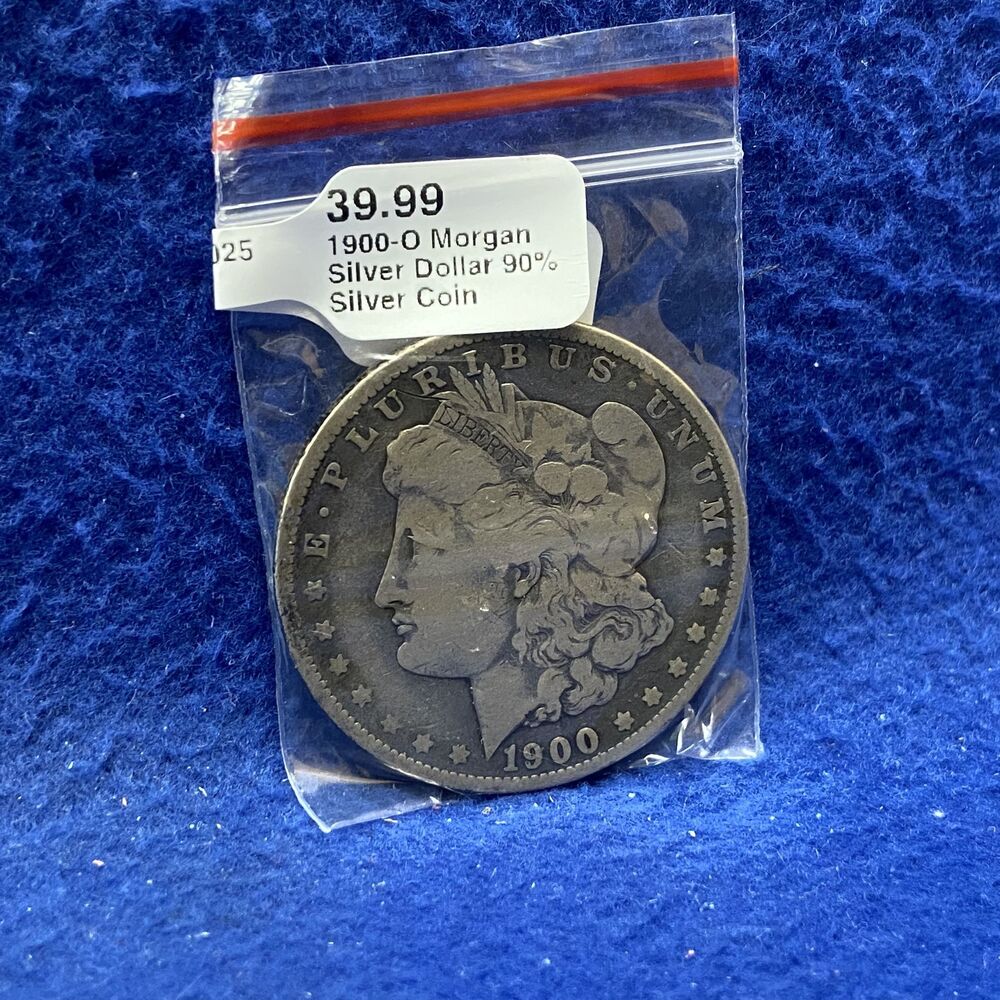 39.99
1900-O Morgan
Silver Dollar 90%
Silver Coin
025
E·PLURIBUS·UNUM
LIBERTY
1900